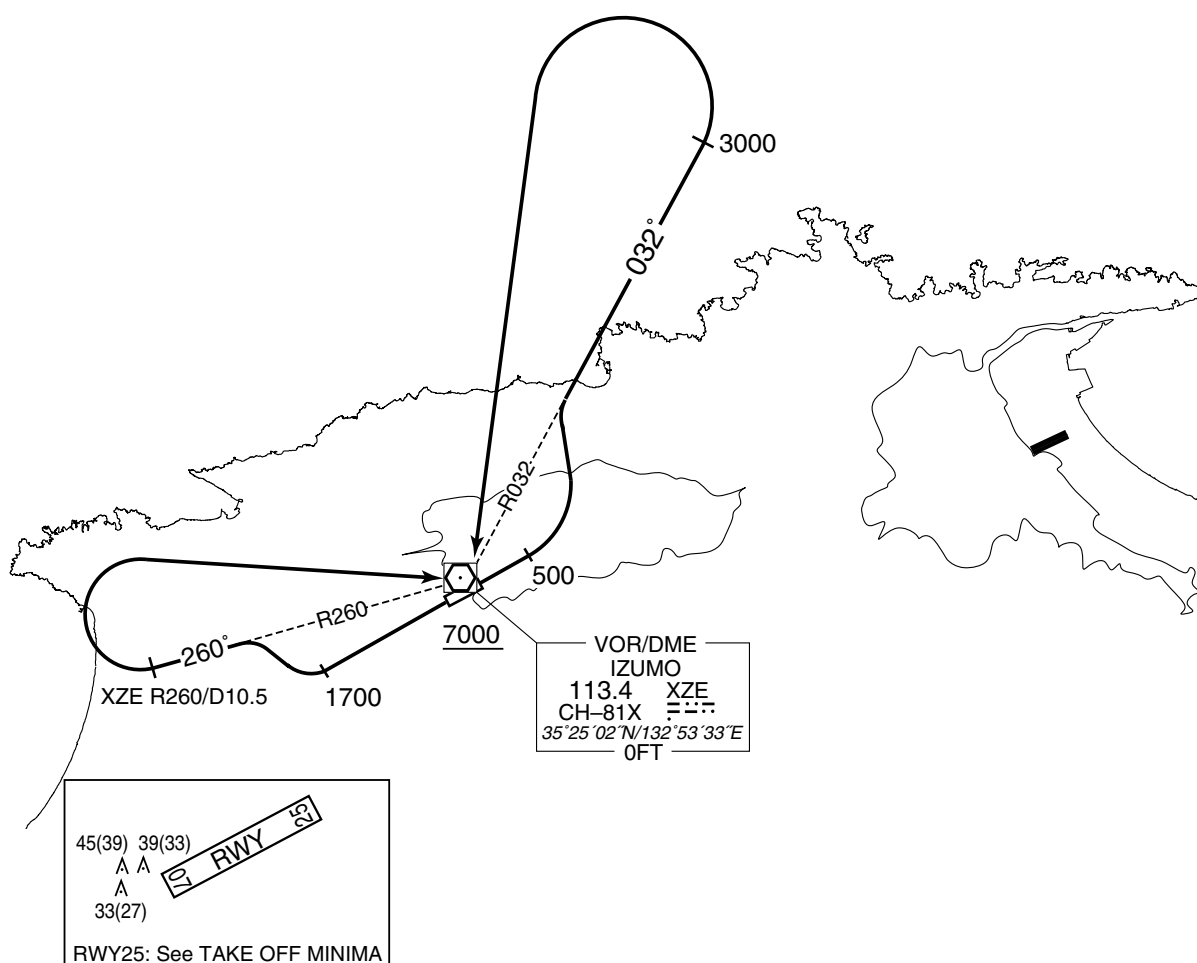 3000
032°
R032
500
R260
260°
7000
XZE R260/D10.5
1700
VOR/DME
IZUMO
113.4 XZE
CH–81X
35°25´02˝N/132°53´33˝E
0FT
45(39) 39(33)
33(27)
07 RWY 25
RWY25: See TAKE OFF MINIMA